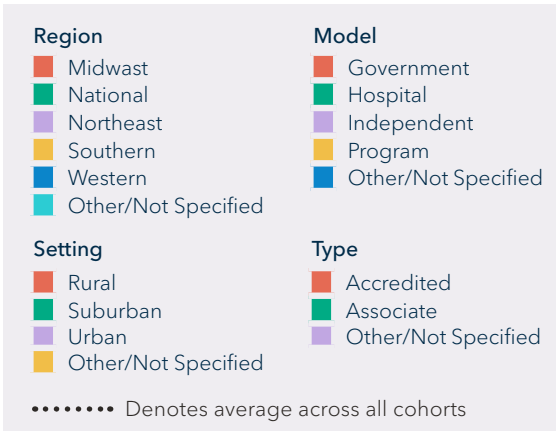 Region
Midwast
National
Northeast
Southern
Western
Other/Not Specified
Model
Government
Hospital
Independent
Program
Other/Not Specified
Setting
Rural
Suburban
Urban
Other/Not Specified
Type
Accredited
Associate
Other/Not Specified
Denotes average across all cohorts